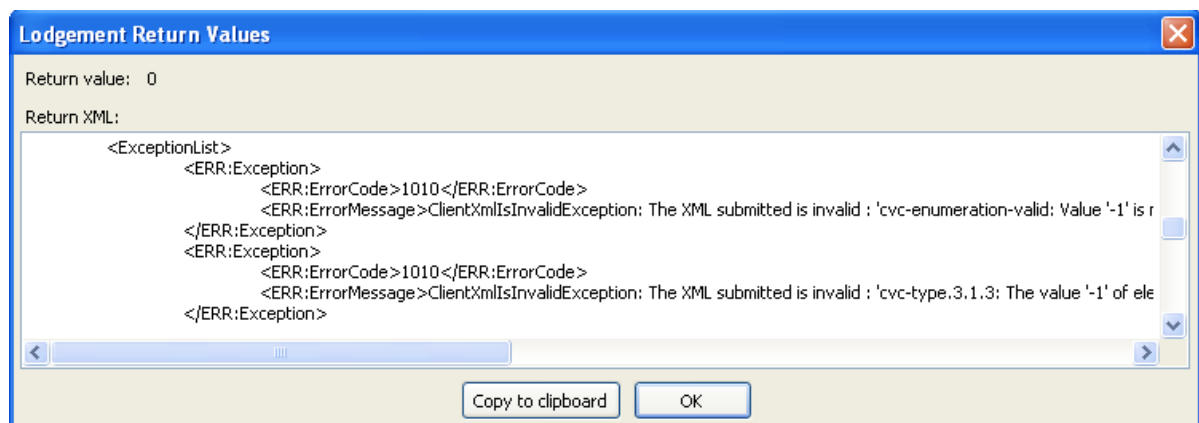 Lodgement Return Values
Return value: 0
Return XML:
<ExceptionList>
<ERR:Exception>
<ERR:ErrorCode>1010</ERR:ErrorCode>
<ERR:ErrorMessage>ClientXmlIsInvalidException: The XML submitted is invalid : 'cvc-enumeration-valid: Value '-1' is
</ERR:Exception>
<ERR:Exception>
<ERR:ErrorCode>1010</ERR:ErrorCode>
<ERR:ErrorMessage>ClientXmlIsInvalidException: The XML submitted is invalid : 'cvc-type.3.1.3: The value '-1' of ele
</ERR:Exception>
Copy to clipboard OK